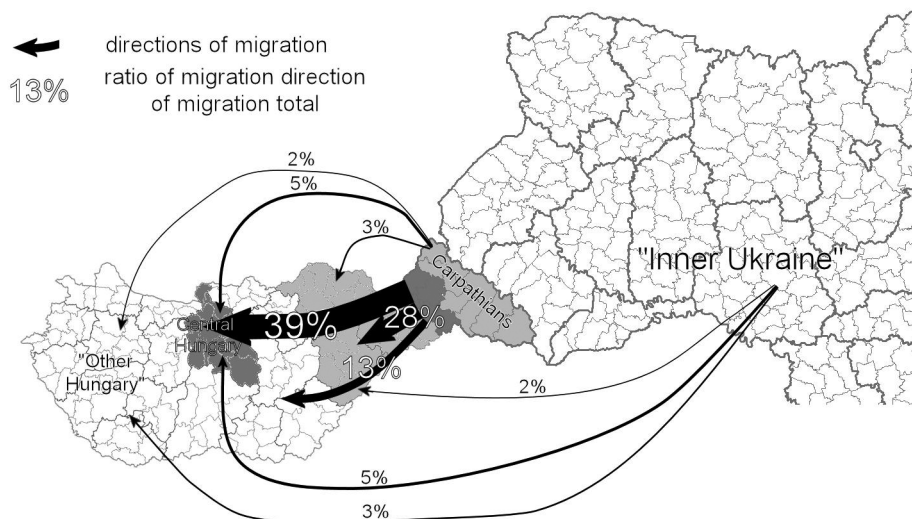 directions of migration
13%
ratio of migration direction
of migration total
2%
5%
3%
Carpathians
"Inner Ukraine"
39%
28%
Central
Hungary
"Other
Hungary"
13%
2%
5%
3%